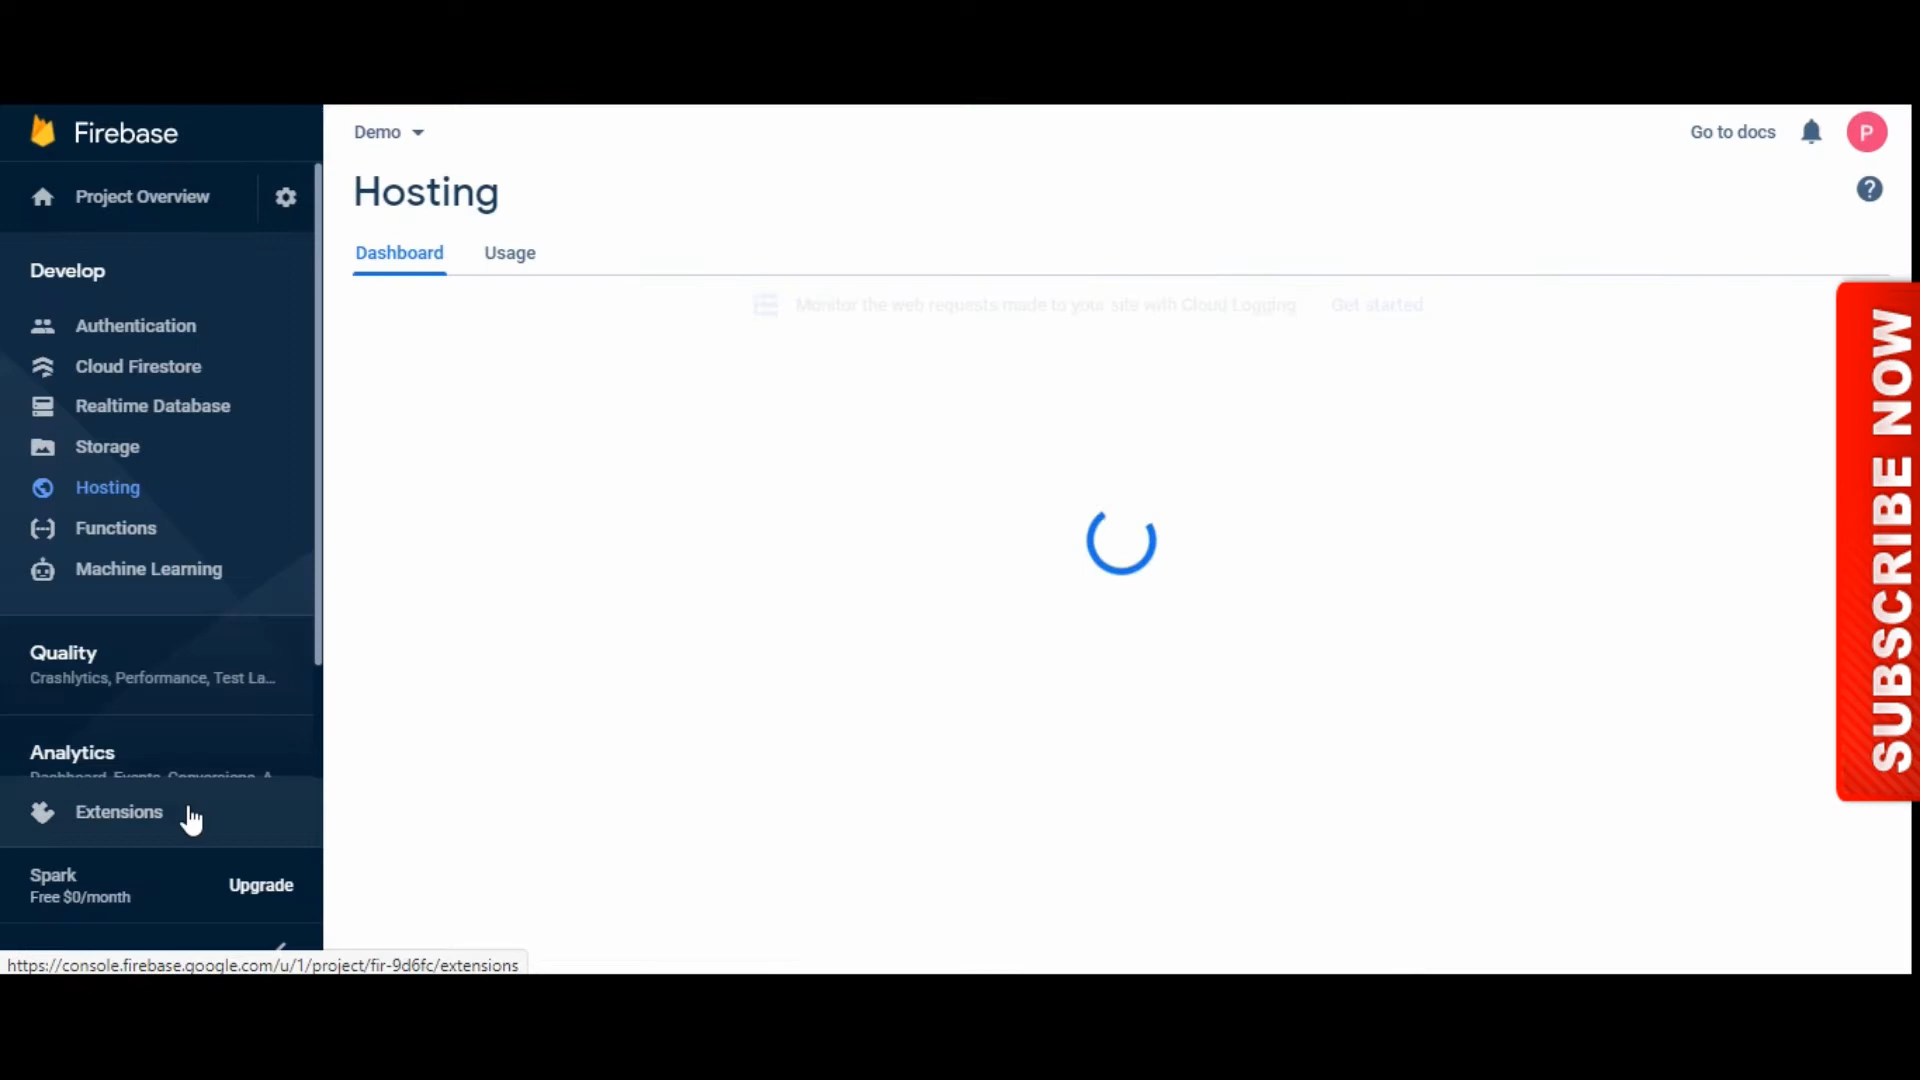 Firebase
Demo
Go to docs
P
Project Overview
Hosting
?
Dashboard
Usage
Develop
Monitor the web requests made to your site with Cloud Logging
Get started
Authentication
Cloud Firestore
Realtime Database
Storage
Hosting
Functions
Machine Learning
Quality
Crashlytics, Performance, Test La...
Analytics
Dashboard, Events, Conversions, A
Extensions
Spark
Free $0/month
Upgrade
https://console.firebase.google.com/u/1/project/fir-9d6fc/extensions
SUBSCRIBE NOW